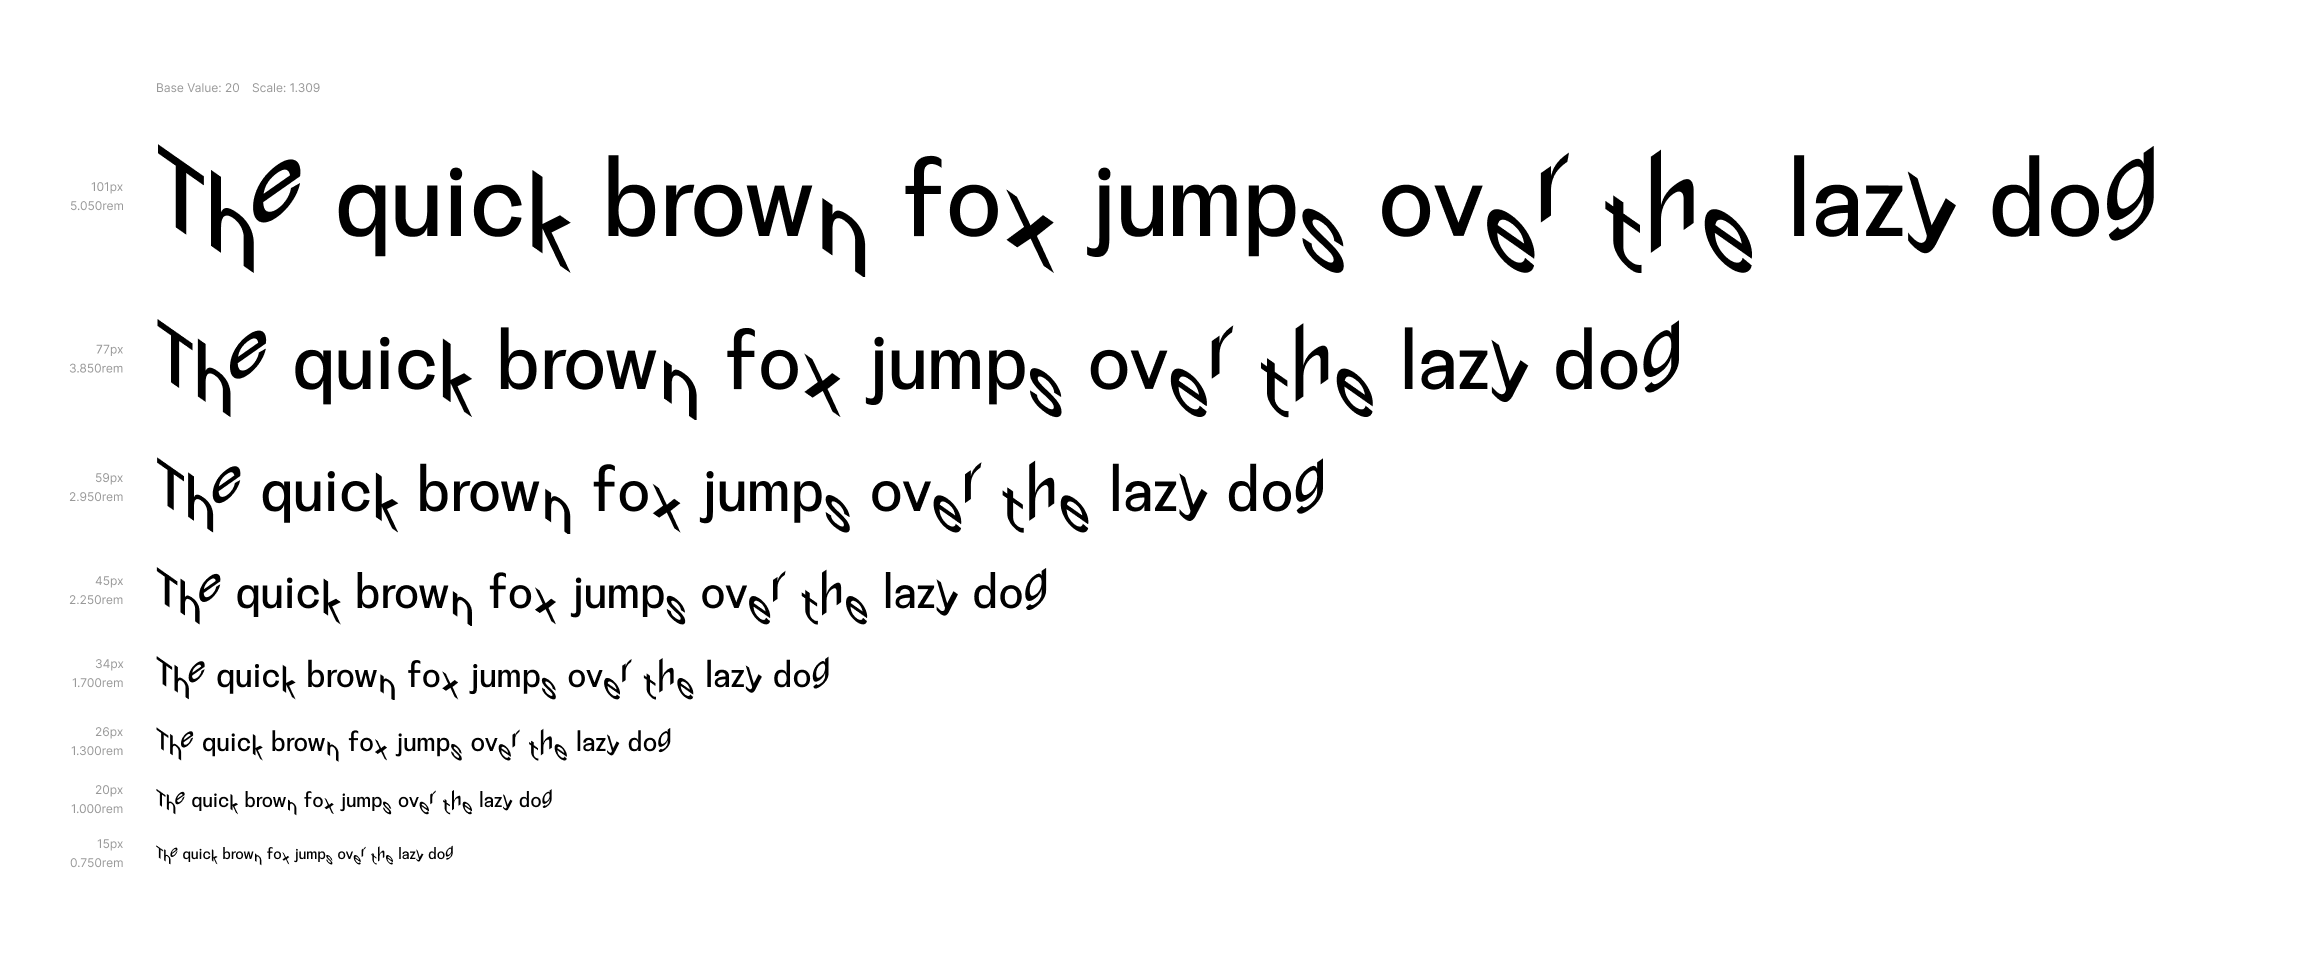 Base Value: 20 Scale: 1.309
101px
5.050rem
The quick brown fox jumps over the lazy dog
77px
3.850rem
The quick brown fox jumps over the lazy dog
59px
2.950rem
The quick brown fox jumps over the lazy dog
45px
2.250rem
The quick brown fox jumps over the lazy dog
34px
1.700rem
The quick brown fox jumps over the lazy dog
26px
1.300rem
The quick brown fox jumps over the lazy dog
20px
1.000rem
The quick brown fox jumps over the lazy dog
15px
0.750rem
The quick brown fox jumps over the lazy dog